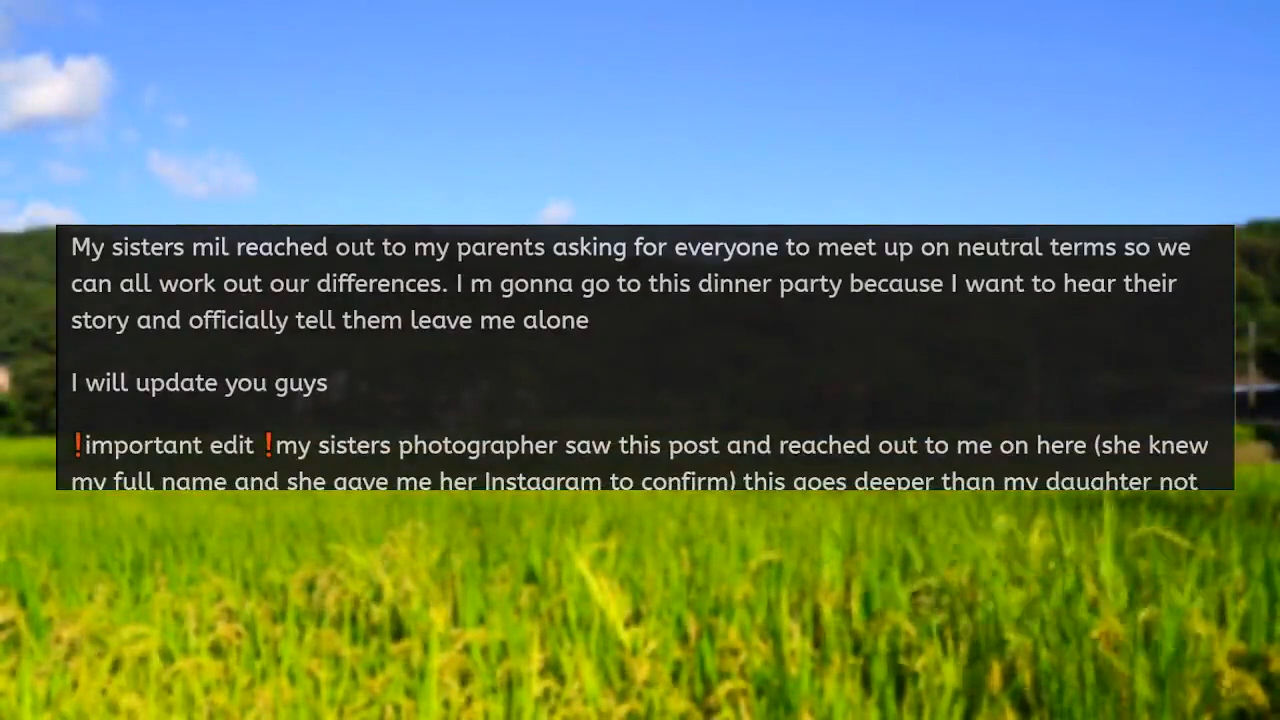 My sisters mil reached out to my parents asking for everyone to meet up on neutral terms so we
can all work out our differences. I m gonna go to this dinner party because I want to hear their
story and officially tell them leave me alone
I will update you guys
❗important edit ❗my sisters photographer saw this post and reached out to me on here (she knew
my full name and she gave me her Instagram to confirm) this goes deeper than my daughter not